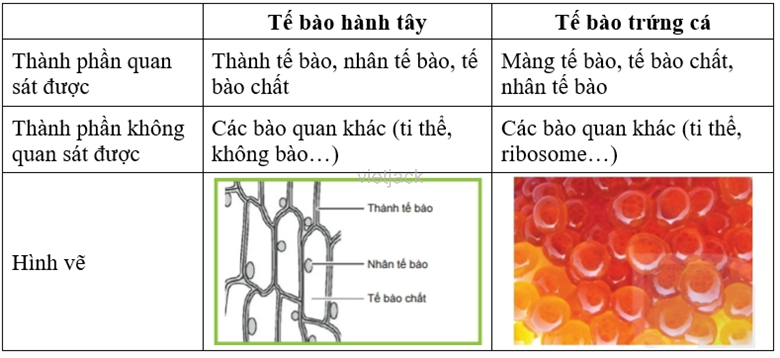 Tế bào hành tây
Tế bào trứng cá
Thành phần quan
sát được
Thành tế bào, nhân tế bào, tế
bào chất
Màng tế bào, tế bào chất,
nhân tế bào
Thành phần không
quan sát được
Các bào quan khác (ti thể,
không bào…)
Các bào quan khác (ti thể,
ribosome…)
vietjack
Hình vẽ
Thành tế bào
Nhân tế bào
Tế bào chất